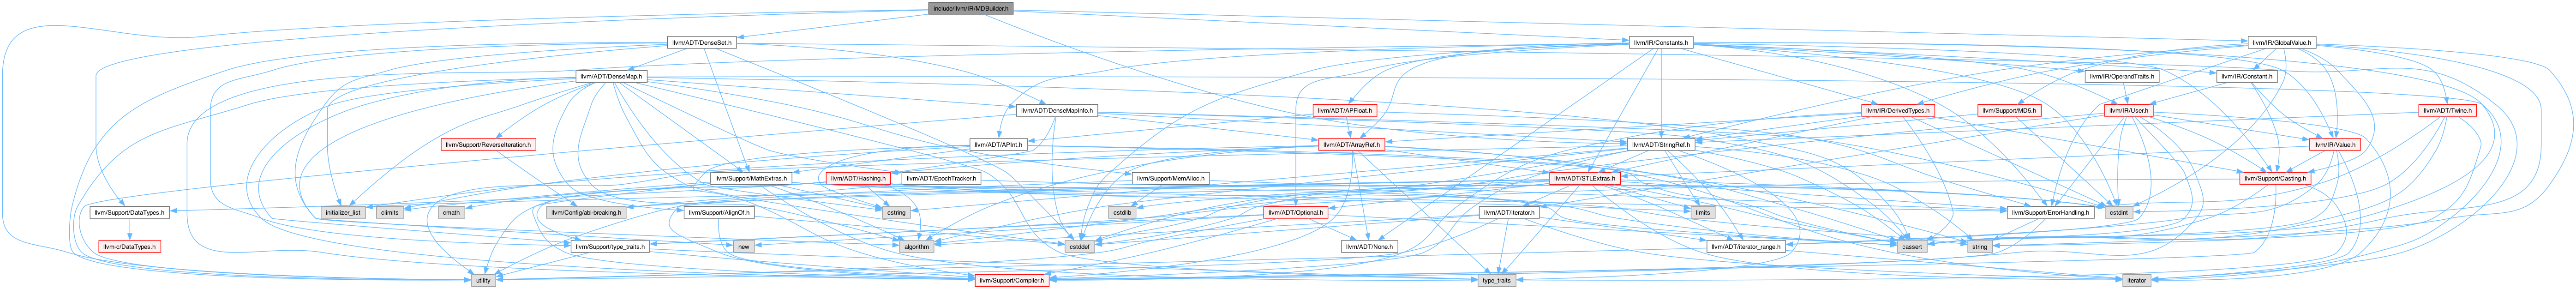 include/llvm/IR/MDBuilder.h
llvm/ADT/DenseSet.h
llvm/IR/Constants.h
llvm/IR/GlobalValue.h
llvm/ADT/DenseMap.h
llvm/IR/OperandTraits.h
llvm/IR/Constant.h
llvm/ADT/DenseMapInfo.h
llvm/ADT/APFloat.h
llvm/IR/DerivedTypes.h
llvm/Support/MD5.h
llvm/IR/User.h
llvm/ADT/Twine.h
llvm/Support/ReverseIteration.h
llvm/ADT/APInt.h
llvm/ADT/ArrayRef.h
llvm/ADT/StringRef.h
llvm/IR/Value.h
llvm/Support/MathExtras.h
llvm/ADT/Hashing.h
llvm/ADT/EpochTracker.h
llvm/Support/MemAlloc.h
llvm/ADT/STLExtras.h
llvm/Support/Casting.h
llvm/Support/DataTypes.h
initializer_list
climits
cmath
llvm/Config/abi-breaking.h
llvm/Support/AlignOf.h
cstring
cstdlib
llvm/ADT/Optional.h
llvm/ADT/iterator.h
limits
llvm/Support/ErrorHandling.h
cstdint
llvm-c/DataTypes.h
llvm/Support/type_traits.h
new
algorithm
cstddef
llvm/ADT/None.h
llvm/ADT/iterator_range.h
cassert
string
utility
llvm/Support/Compiler.h
type_traits
iterator